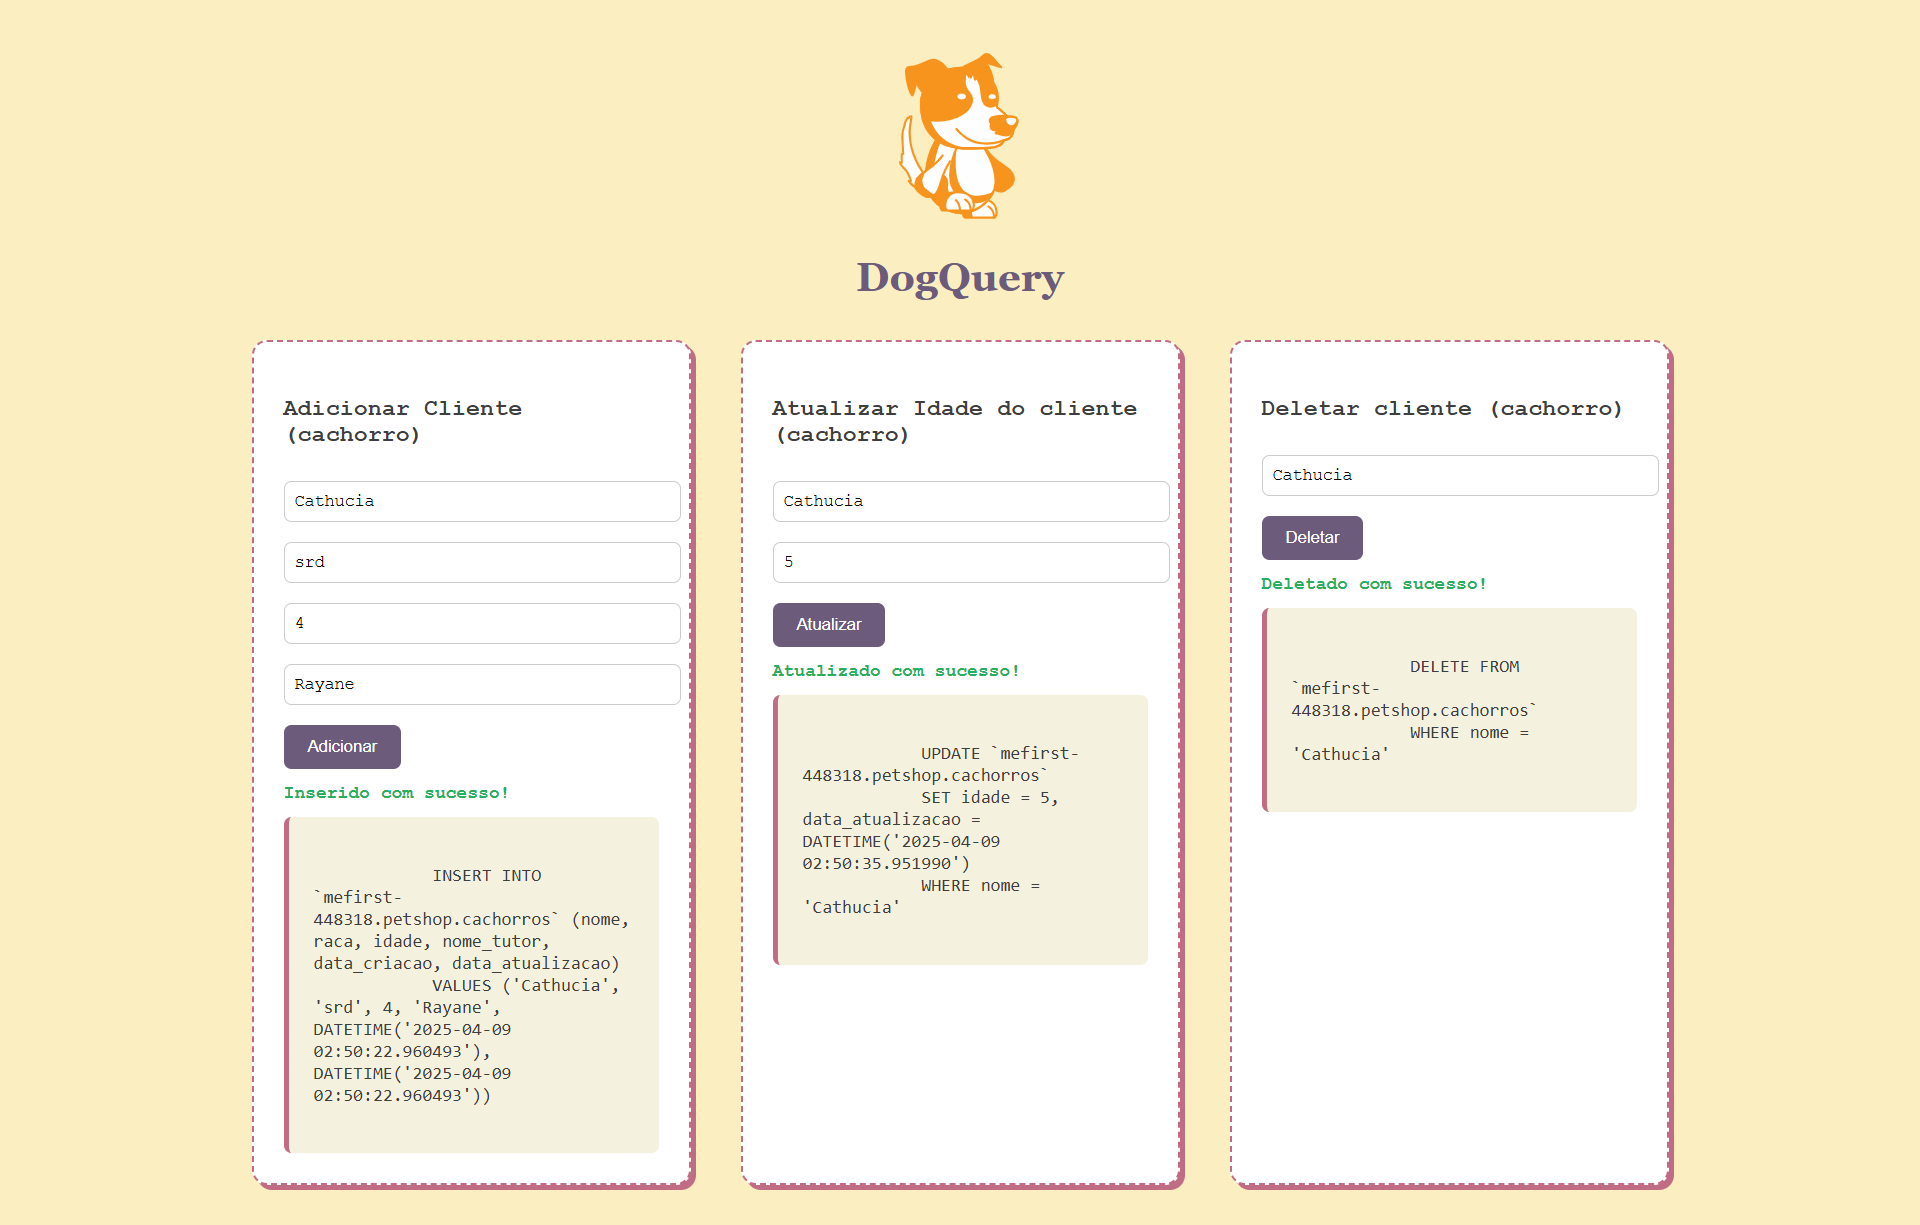 DogQuery
Adicionar Cliente
(cachorro)
Cathucia
srd
4
Rayane
Adicionar
Inserido com sucesso!
INSERT INTO
`mefirst-
448318.petshop.cachorros` (nome,
raca, idade, nome_tutor,
data_criacao, data_atualizacao)
VALUES ('Cathucia',
'srd', 4, 'Rayane',
DATETIME('2025-04-09
02:50:22.960493'),
DATETIME('2025-04-09
02:50:22.960493'))
Atualizar Idade do cliente
(cachorro)
Cathucia
5
Atualizar
Atualizado com sucesso!
UPDATE `mefirst-
448318.petshop.cachorros`
SET idade = 5,
data_atualizacao =
DATETIME('2025-04-09
02:50:35.951990')
WHERE nome =
'Cathucia'
Deletar cliente (cachorro)
Cathucia
Deletar
Deletado com sucesso!
DELETE FROM
`mefirst-
448318.petshop.cachorros`
WHERE nome =
'Cathucia'